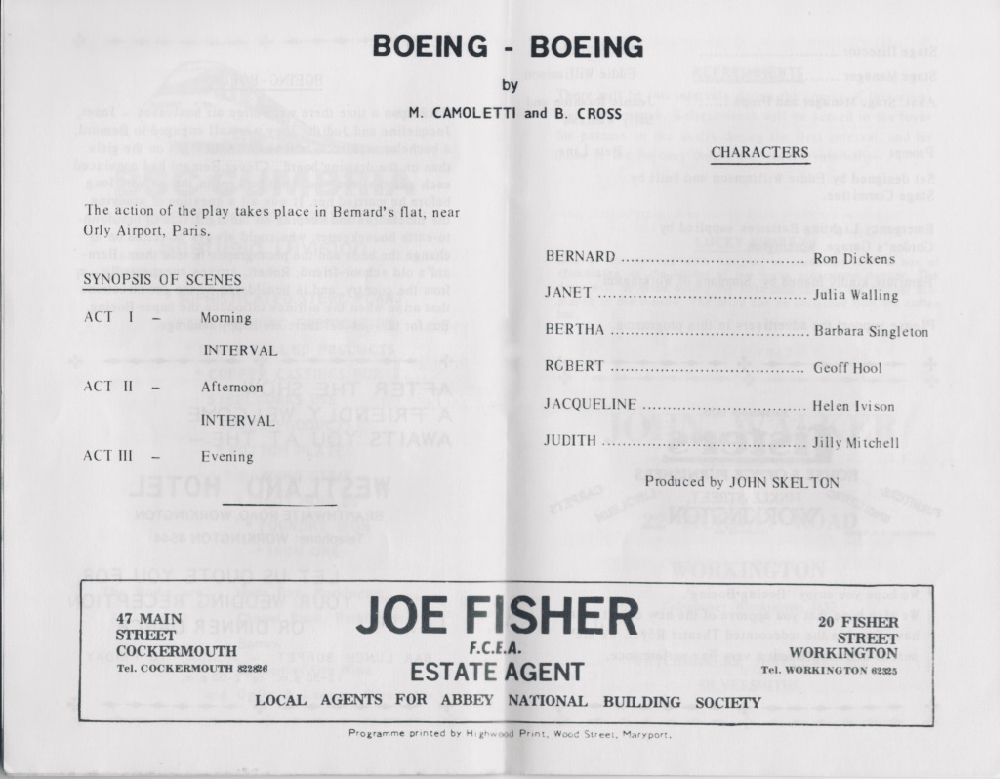 BOEING - BOEING
by
M. CAMOLETTI and B. CROSS
The action of the play takes place in Bernard's flat, near
Orly Airport, Paris.
SYNOPSIS OF SCENES
ACT I – Morning
INTERVAL
ACT II – Afternoon
INTERVAL
ACT III – Evening
CHARACTERS
BERNARD ............................... Ron Dickens
JANET ................................... Julia Walling
BERTHA .................................. Barbara Singleton
ROBERT .................................. Geoff Hool
JACQUELINE ......................... Helen Ivison
JUDITH .................................. Jilly Mitchell
Produced by JOHN SKELTON
47 MAIN
STREET
COCKERMOUTH
Tel. COCKERMOUTH 822826
JOE FISHER
F.C.E.A.
ESTATE AGENT
20 FISHER
STREET
WORKINGTON
Tel. WORKINGTON 62325
LOCAL AGENTS FOR ABBEY NATIONAL BUILDING SOCIETY
Programme printed by Highwood Print, Wood Street, Maryport.